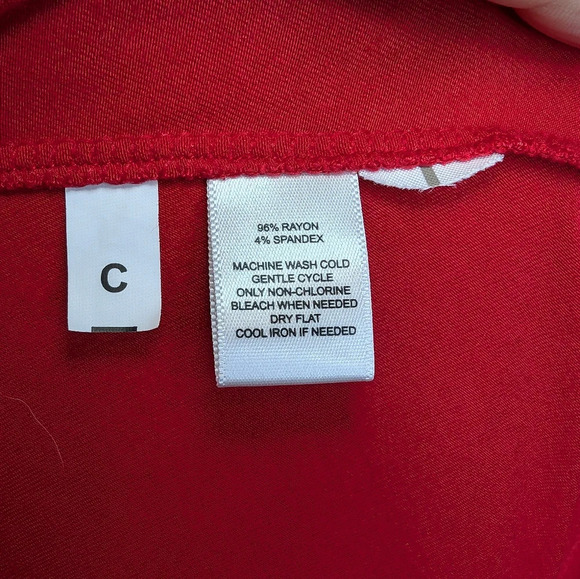 C
96% RAYON
4% SPANDEX
MACHINE WASH COLD
GENTLE CYCLE
ONLY NON-CHLORINE
BLEACH WHEN NEEDED
DRY FLAT
COOL IRON IF NEEDED